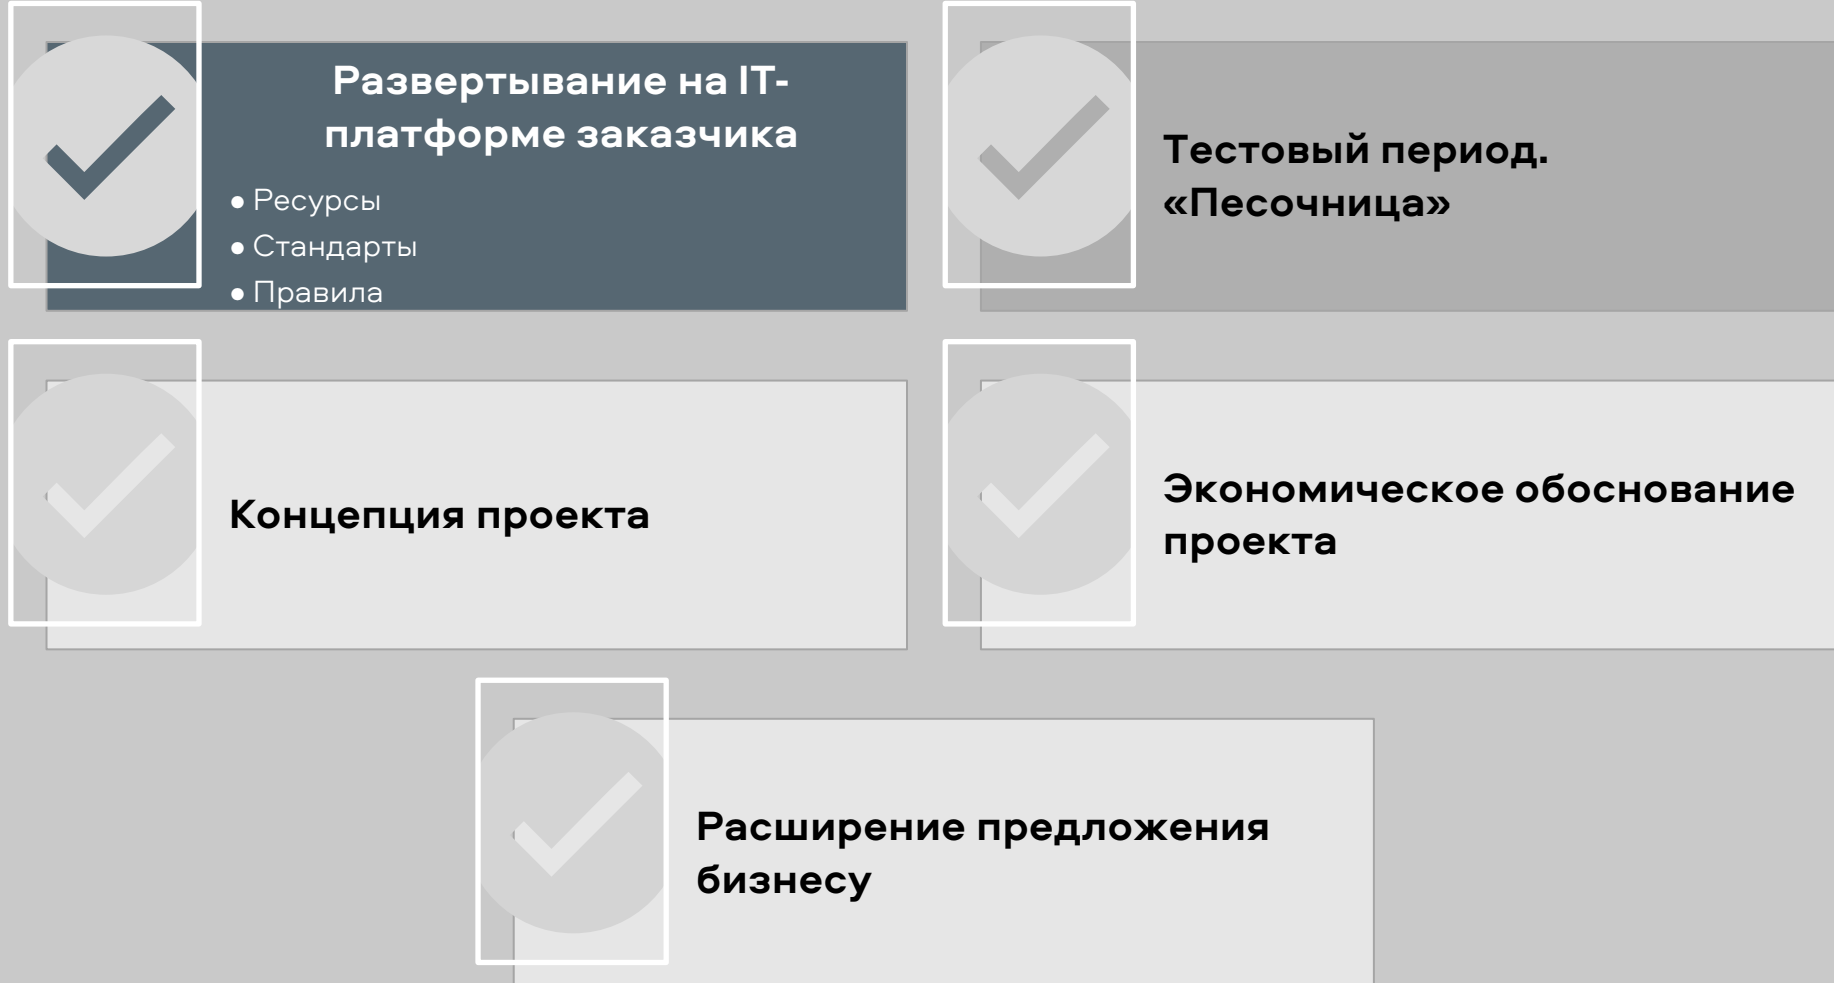 Развертывание на IT-
платформе заказчика
• Ресурсы
• Стандарты
• Правила
Тестовый период.
«Песочница»
Концепция проекта
Экономическое обоснование
проекта
Расширение предложения
бизнесу